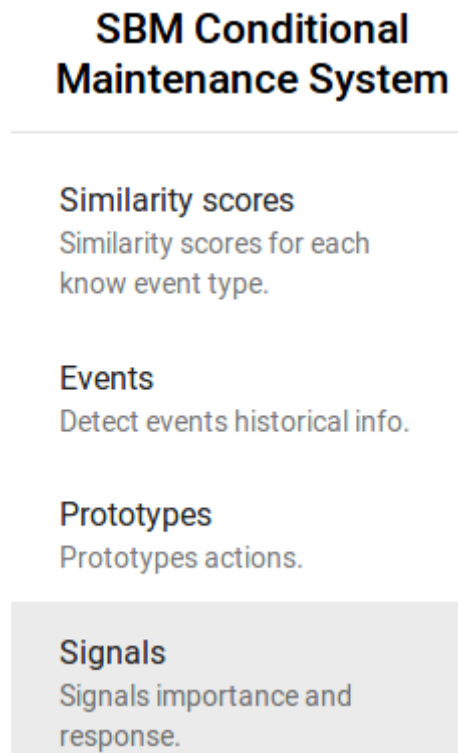 SBM Conditional
Maintenance System
Similarity scores
Similarity scores for each
know event type.
Events
Detect events historical info.
Prototypes
Prototypes actions.
Signals
Signals importance and
response.